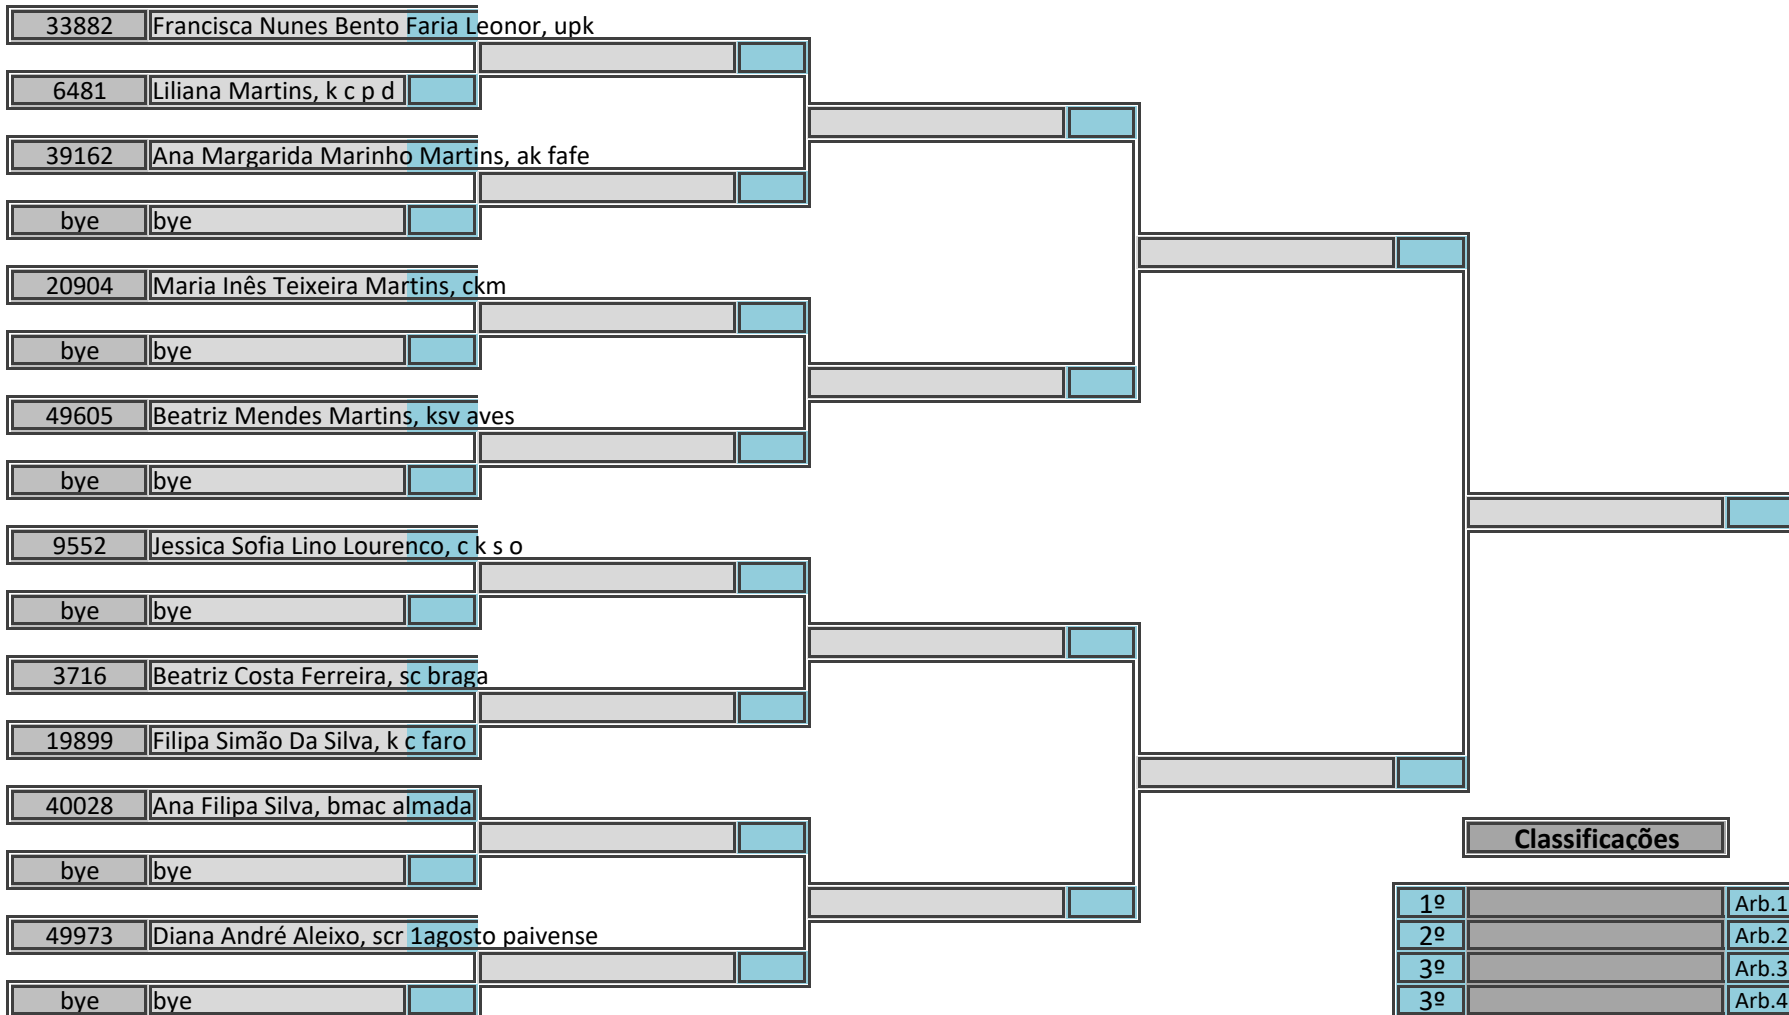 33882 Francisca Nunes Bento Faria Leonor, upk
6481 Liliana Martins, k c p d
39162 Ana Margarida Marinho Martins, ak fafe
bye bye
20904 Maria Inês Teixeira Martins, ckm
bye bye
49605 Beatriz Mendes Martins, ksv aves
bye bye
9552 Jessica Sofia Lino Lourenco, c k s o
bye bye
3716 Beatriz Costa Ferreira, sc braga
19899 Filipa Simão Da Silva, k c faro
40028 Ana Filipa Silva, bmac almada
bye bye
49973 Diana André Aleixo, scr 1agosto paivense
bye bye
Classificações
1º Arb.1
2º Arb.2
3º Arb.3
3º Arb.4